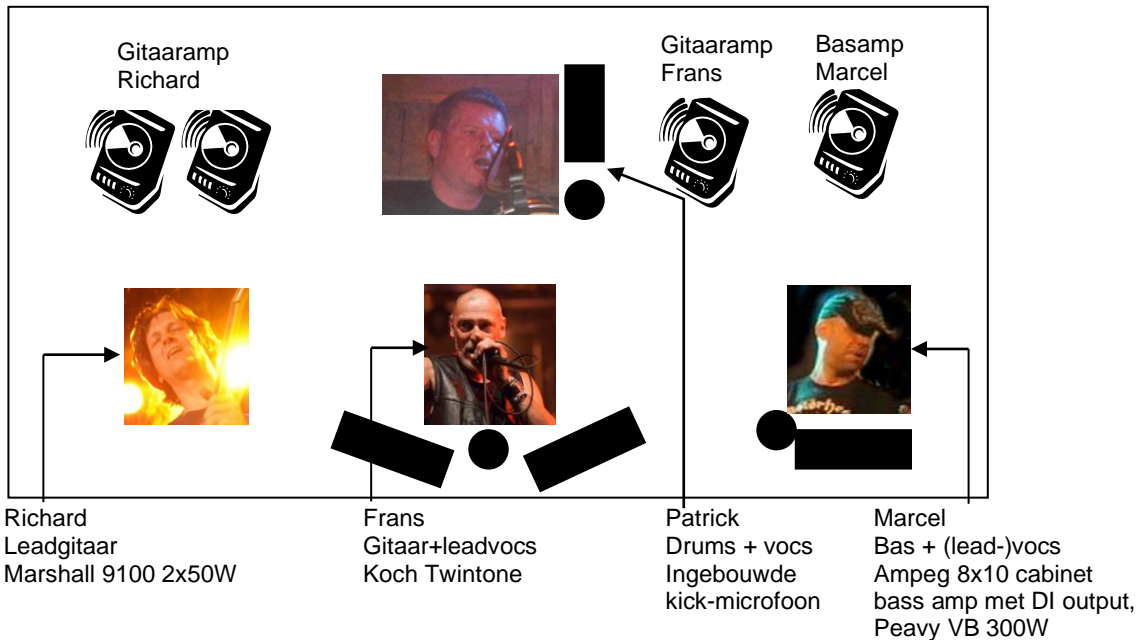 Gitaaramp
Richard
Gitaaramp
Frans
Basamp
Marcel
Richard
Leadgitaar
Marshall 9100 2x50W
Frans
Gitaar+leadvocs
Koch Twintone
Patrick
Drums + vocs
Ingebouwde
kick-microfoon
Marcel
Bas + (lead-)vocs
Ampeg 8x10 cabinet
bass amp met DI output,
Peavy VB 300W